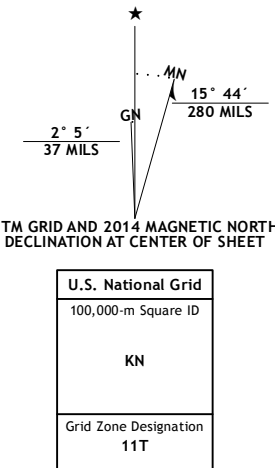 ★
MN
GN
15° 44´
280 MILS
2° 5´
37 MILS
TM GRID AND 2014 MAGNETIC NORTH
DECLINATION AT CENTER OF SHEET
U.S. National Grid
100,000-m Square ID
KN
Grid Zone Designation
11T